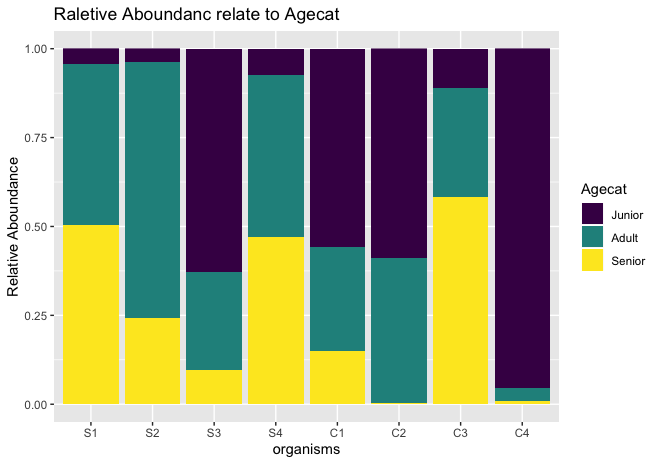 Raletive Aboundanc relate to Agecat
1.00
0.75
0.50
0.25
0.00
Relative Aboundance
S1 S2 S3 S4 C1 C2 C3 C4
organisms
Agecat
Junior
Adult
Senior